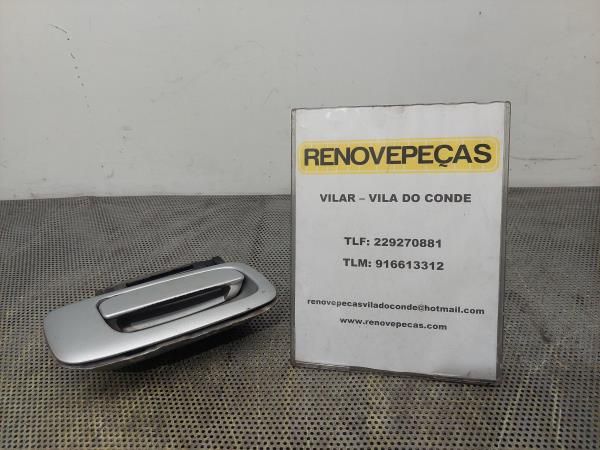 RENOVEPEÇAS
VILAR – VILA DO CONDE
TLF: 229270881
TLM: 916613312
renovepecasviladoconde@hotmail.com
www.renovepecas.com